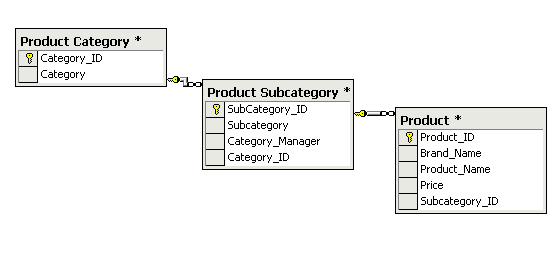 Product Category *
Category_ID
Category
Product Subcategory *
SubCategory_ID
Subcategory
Category_Manager
Category_ID
Product *
Product_ID
Brand_Name
Product_Name
Price
Subcategory_ID